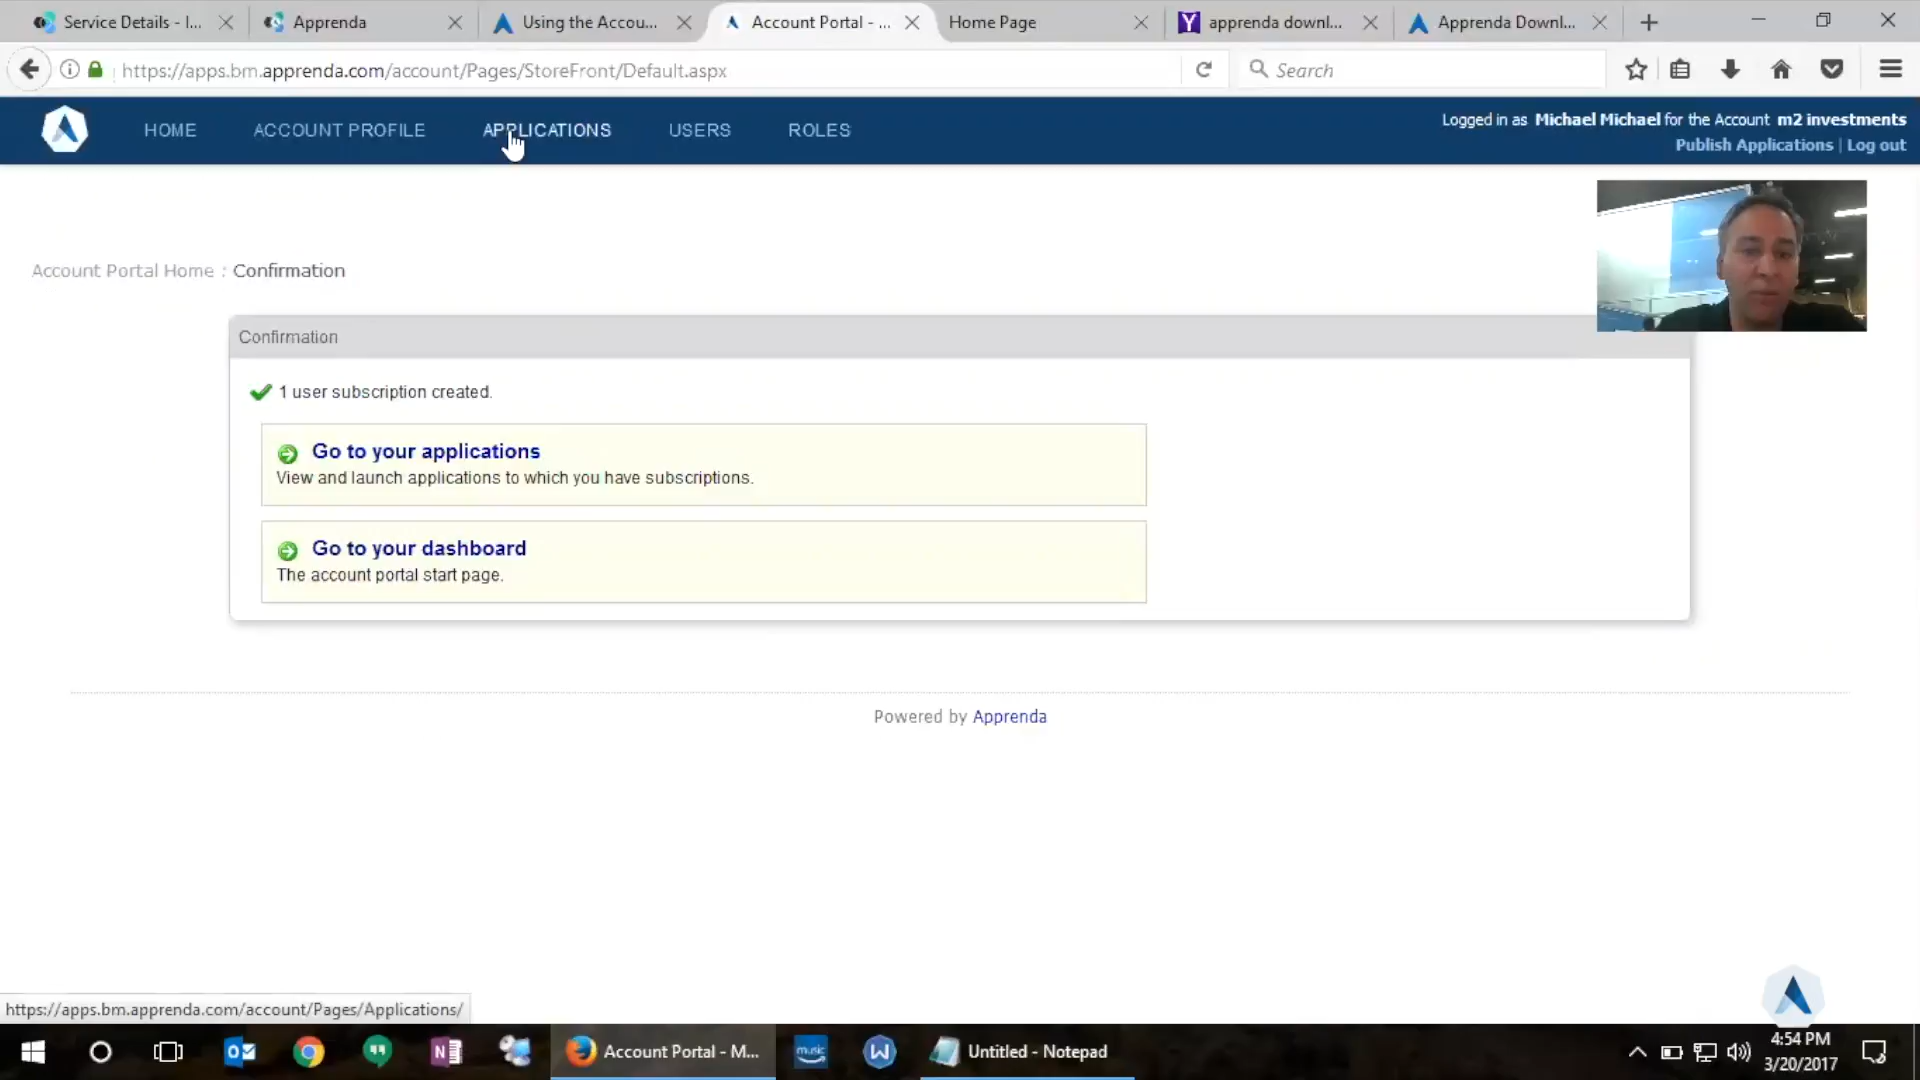 Service Details - I...
Apprenda
Using the Accou...
Account Portal - ...
Home Page
apprenda downl...
Apprenda Downl...
https://apps.bm.apprenda.com/account/Pages/StoreFront/Default.aspx
Search
HOME
ACCOUNT PROFILE
APPLICATIONS
USERS
ROLES
Logged in as Michael Michael for the Account m2 investments
Publish Applications | Log out
Account Portal Home : Confirmation
Confirmation
1 user subscription created.
Go to your applications
View and launch applications to which you have subscriptions.
Go to your dashboard
The account portal start page.
Powered by Apprenda
https://apps.bm.apprenda.com/account/Pages/Applications/
Account Portal - M...
music
Untitled - Notepad
4:54 PM
3/20/2017